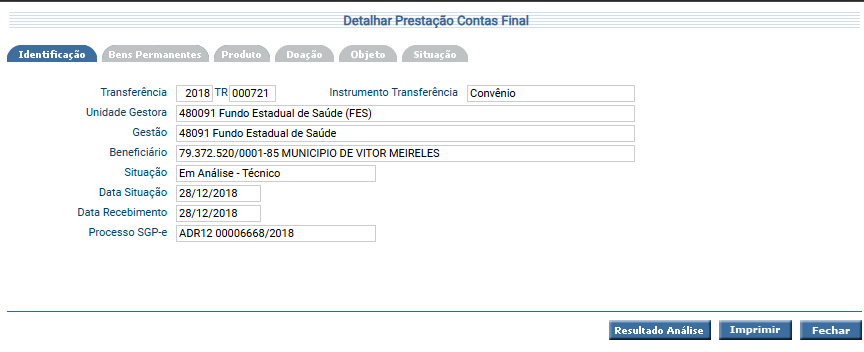 Detalhar Prestação Contas Final
Identificação Bens Permanentes Produto Doação Objeto Situação
Transferência 2018 TR 000721 Instrumento Transferência Convênio
Unidade Gestora 480091 Fundo Estadual de Saúde (FES)
Gestão 48091 Fundo Estadual de Saúde
Beneficiário 79.372.520/0001-85 MUNICIPIO DE VITOR MEIRELES
Situação Em Análise - Técnico
Data Situação 28/12/2018
Data Recebimento 28/12/2018
Processo SGP-e ADR12 00006668/2018
Resultado Análise Imprimir Fechar